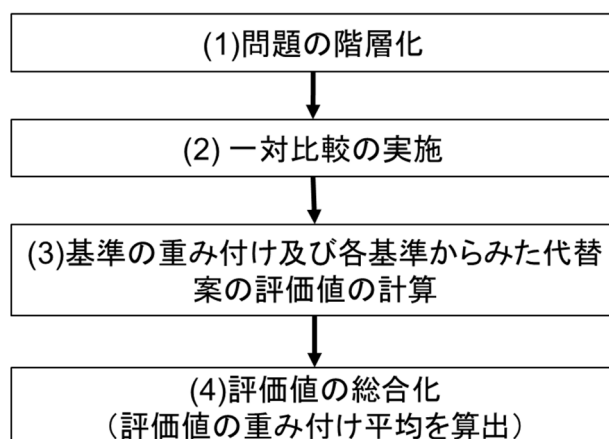 (1)問題の階層化
(2) 一対比較の実施
(3)基準の重み付け及び各基準からみた代替
案の評価値の計算
(4)評価値の総合化
（評価値の重み付け平均を算出）